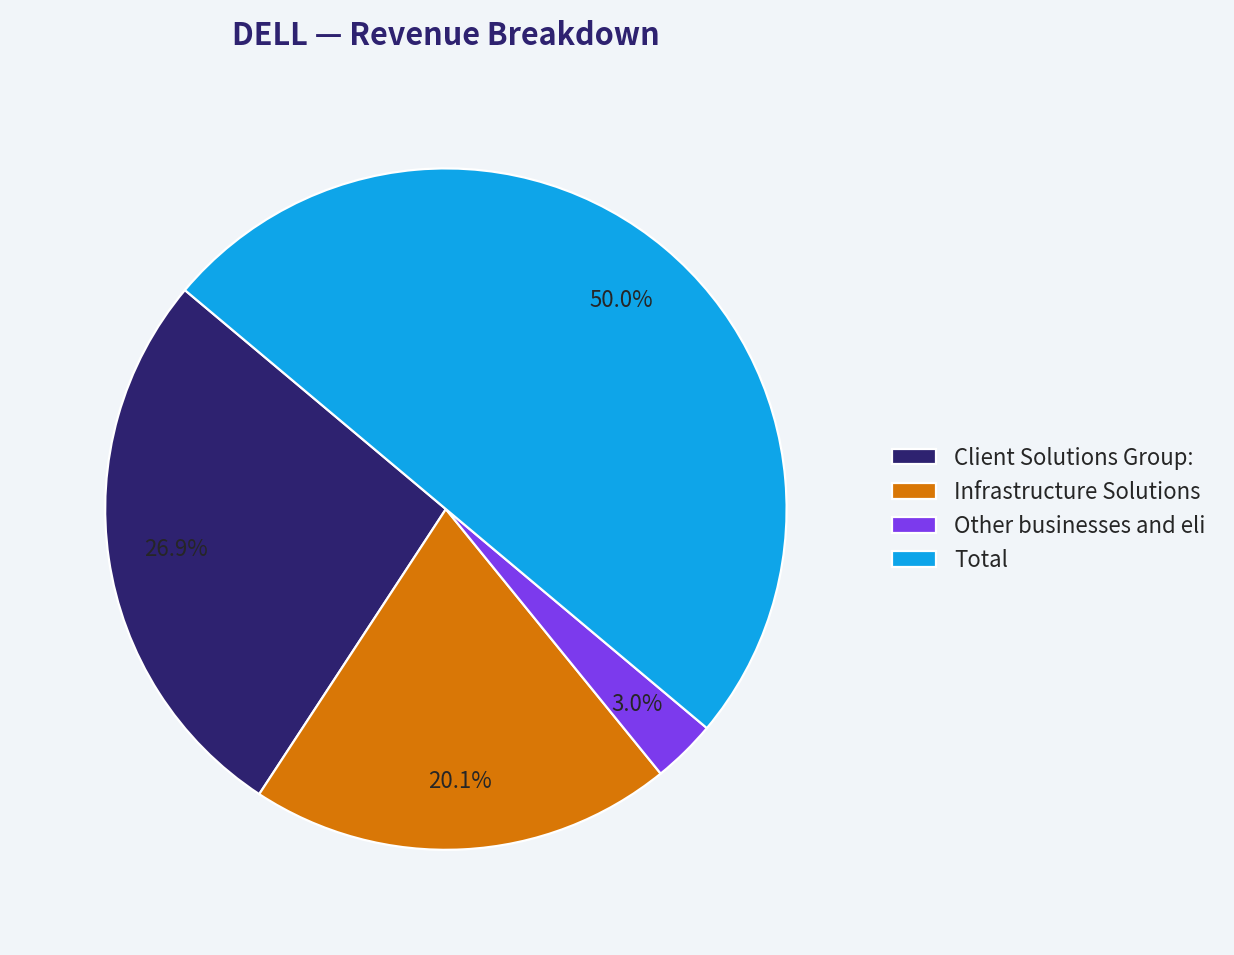 DELL — Revenue Breakdown
50.0%
26.9%
3.0%
20.1%
Client Solutions Group:
Infrastructure Solutions
Other businesses and eli
Total